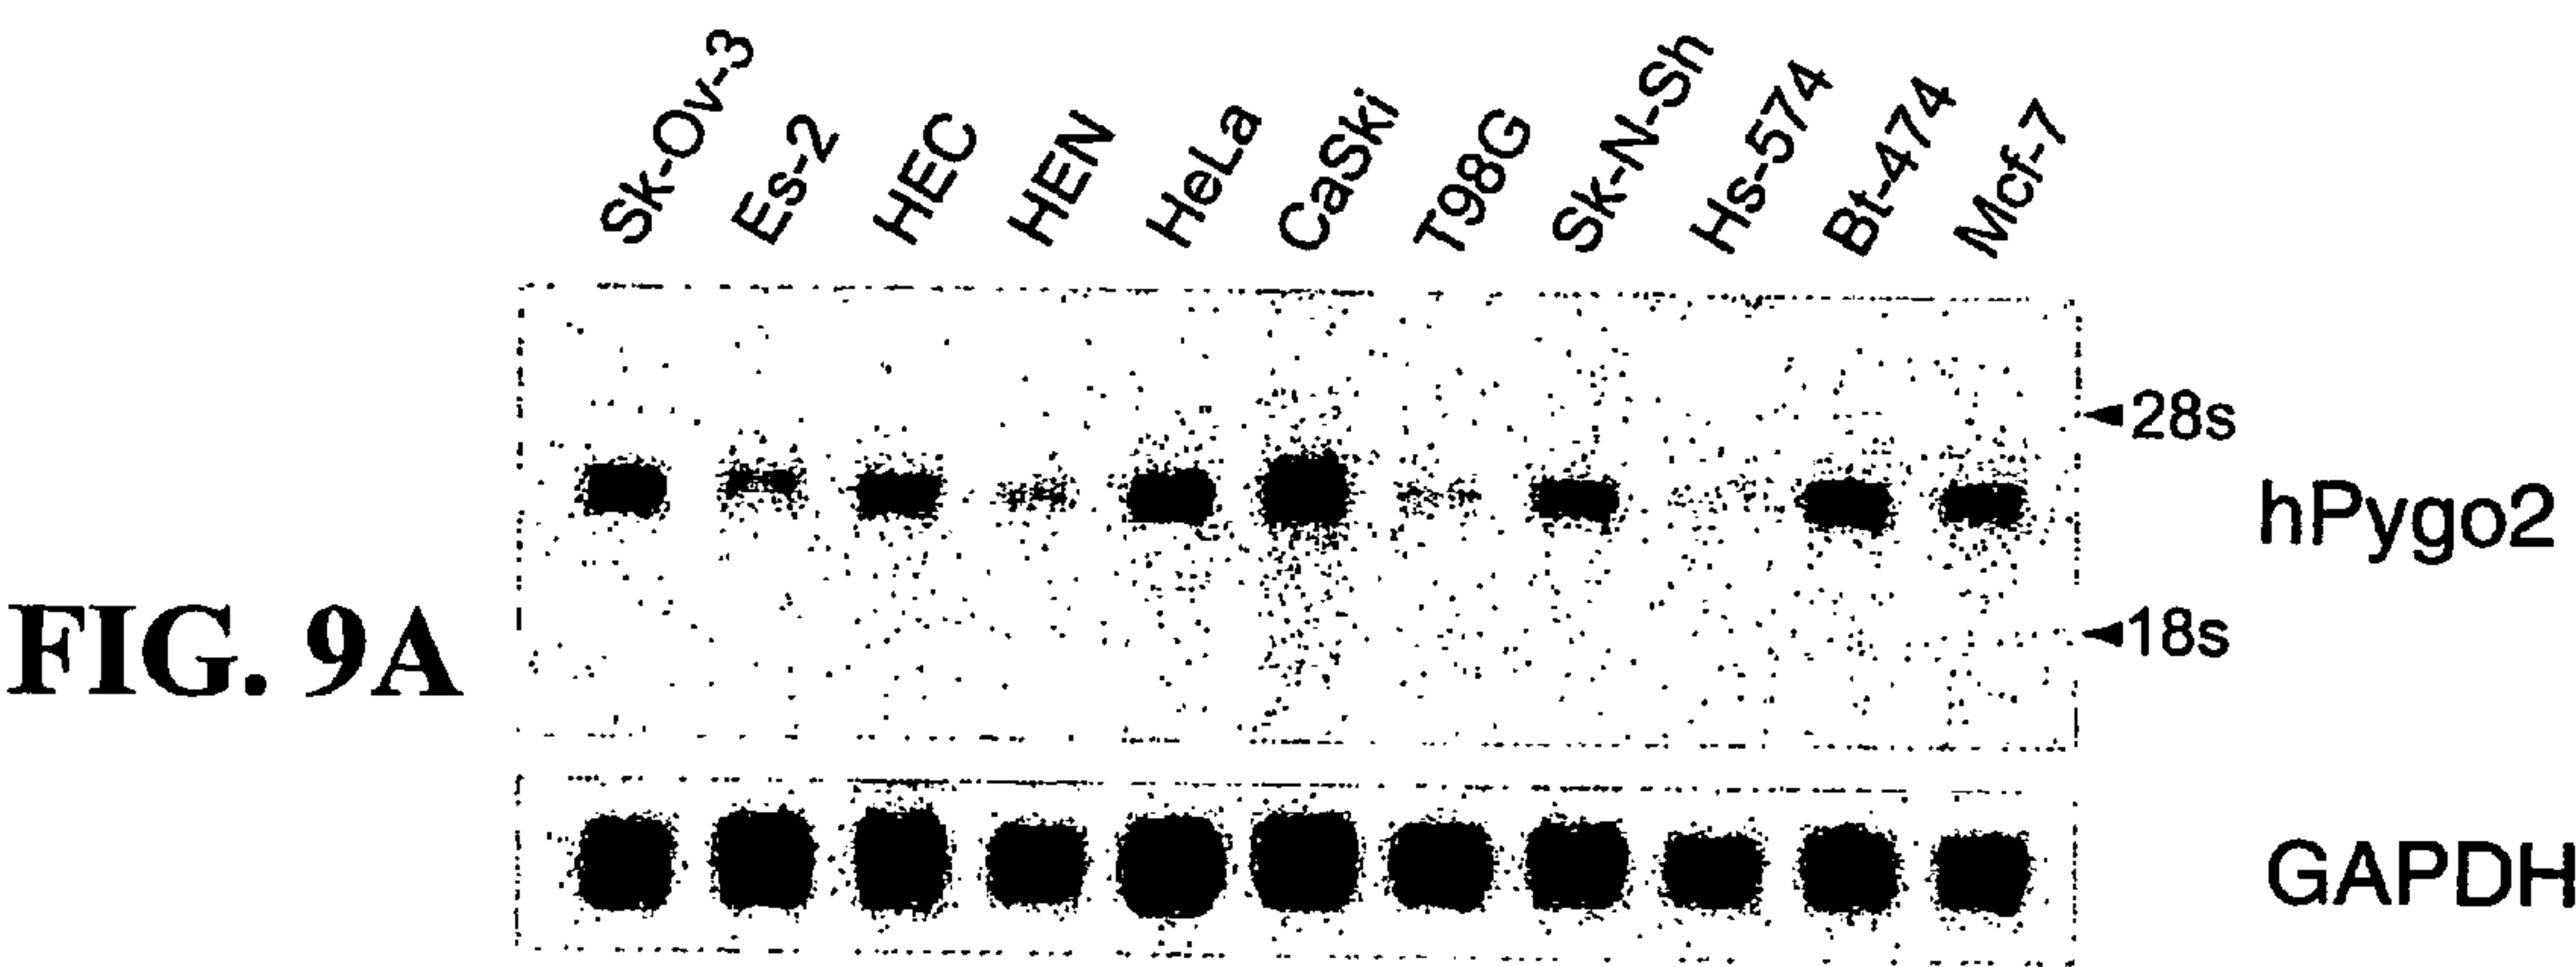 Sk-Ov-3 Es-2 HEC HEN HeLa CaSki T98G Sk-N-Sh Hs-574 Bt-474 Mcf-7
28s
hPygo2
18s
FIG. 9A
GAPDH